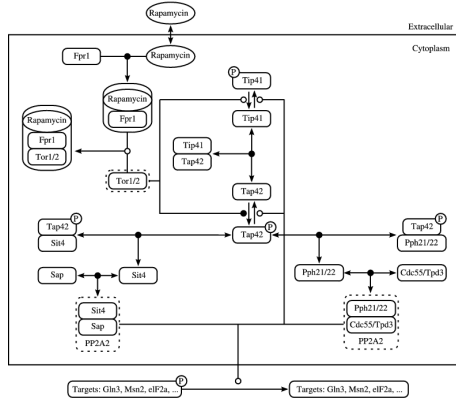 Rapamycin
Extracellular
Cytoplasm
Fpr1
Rapamycin
P
Tip41
Rapamycin
Fpr1
Tip41
Rapamycin
Fpr1
Tor1/2
Tip41
Tap42
Tor1/2
Tap42
Tap42
P
Sit4
Tap42
P
Tap42
P
Pph21/22
Sap
Sit4
Pph21/22
Cdc55/Tpd3
Sit4
Sap
PP2A2
Pph21/22
Cdc55/Tpd3
PP2A2
P
Targets: Gln3, Msn2, eIF2a, ...
Targets: Gln3, Msn2, eIF2a, ...